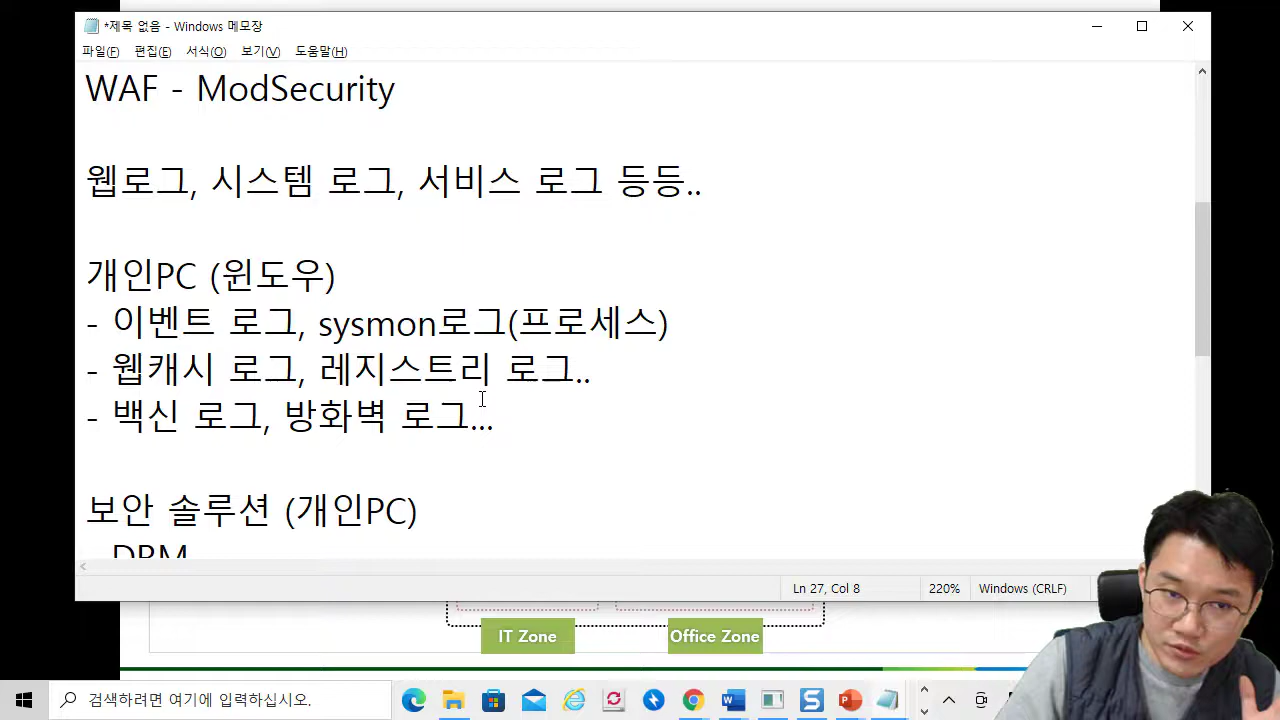 *제목 없음 - Windows 메모장
파일(F) 편집(E) 서식(O) 보기(V) 도움말(H)
WAF - ModSecurity
웹로그, 시스템 로그, 서비스 로그 등등..
개인PC (윈도우)
- 이벤트 로그, sysmon로그(프로세스)
- 웹캐시 로그, 레지스트리 로그..
- 백신 로그, 방화벽 로그...
보안 솔루션 (개인PC)
- DRM
Ln 27, Col 8 220% Windows (CRLF)
IT Zone Office Zone
검색하려면 여기에 입력하십시오.